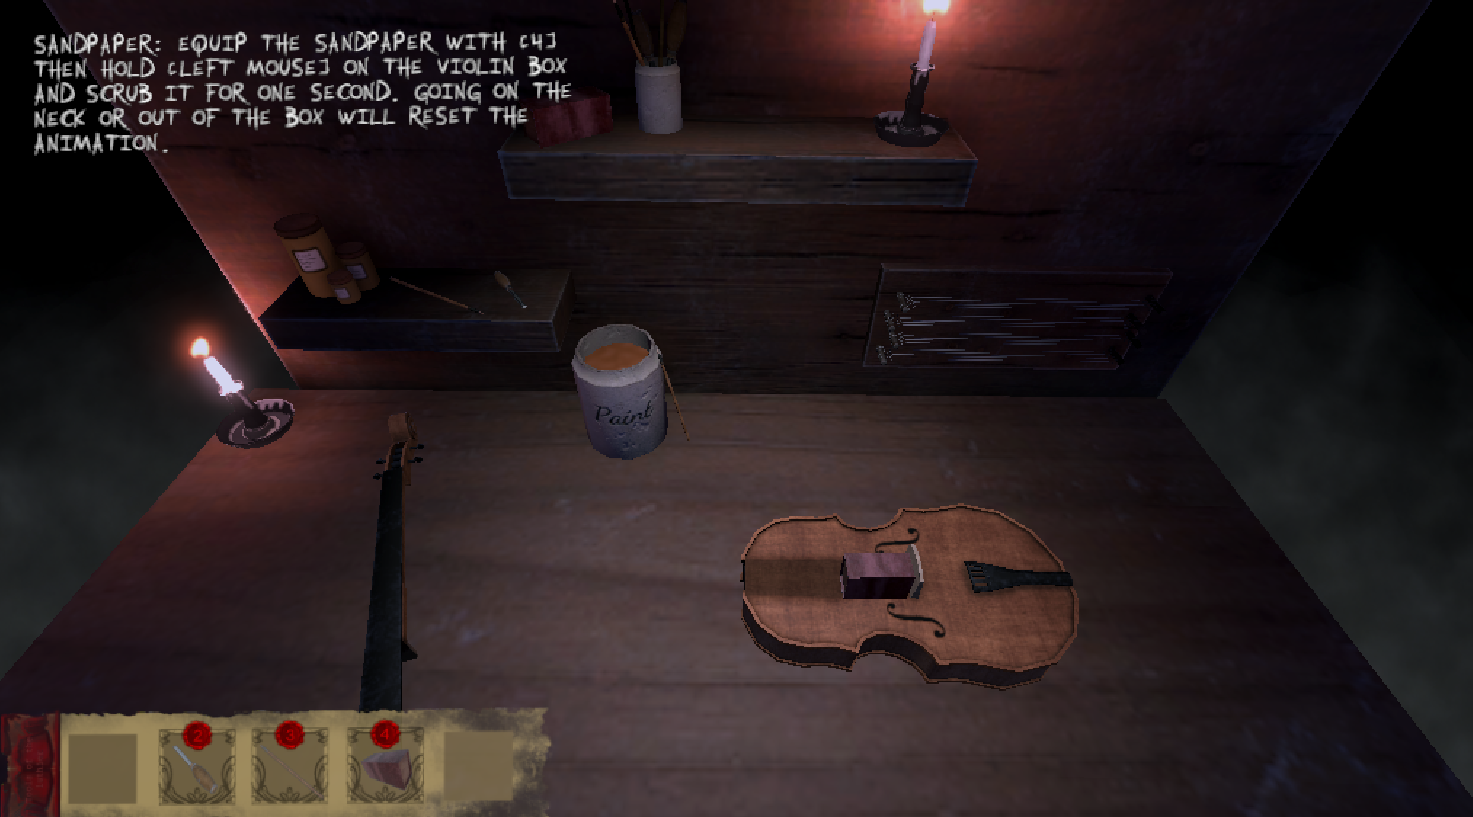 SANDPAPER: EQUIP THE SANDPAPER WITH [4]
THEN HOLD [LEFT MOUSE] ON THE VIOLIN BOX
AND SCRUB IT FOR ONE SECOND. GOING ON THE
NECK OR OUT OF THE BOX WILL RESET THE
ANIMATION.
Paint
2 3 4